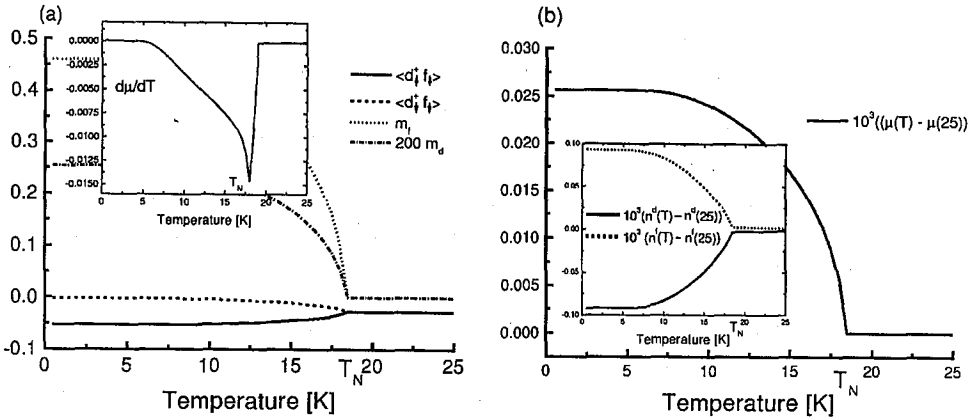 (a)
0.5
0.4
0.3
0.2
0.1
0.0
-0.1
0 5 10 15 20 25
T_N
Temperature [K]
0.0000
-0.0025
-0.0050
-0.0075
-0.0100
-0.0125
-0.0150
dμ/dT
T_N
0 5 10 15 20 25
Temperature [K]
<d⁺ f>
<d⁺ f>
m_f
200 m_d
(b)
0.030
0.025
0.020
0.015
0.010
0.005
0.000
0 5 10 15 20 25
T_N
Temperature [K]
10³((μ(T) - μ(25))
0.10
0.05
0.00
-0.05
-0.10
10³(n^d(T) - n^d(25))
10³ (n^f(T) - n^f(25))
0 5 10 15 20 25
T_N
Temperature [K]